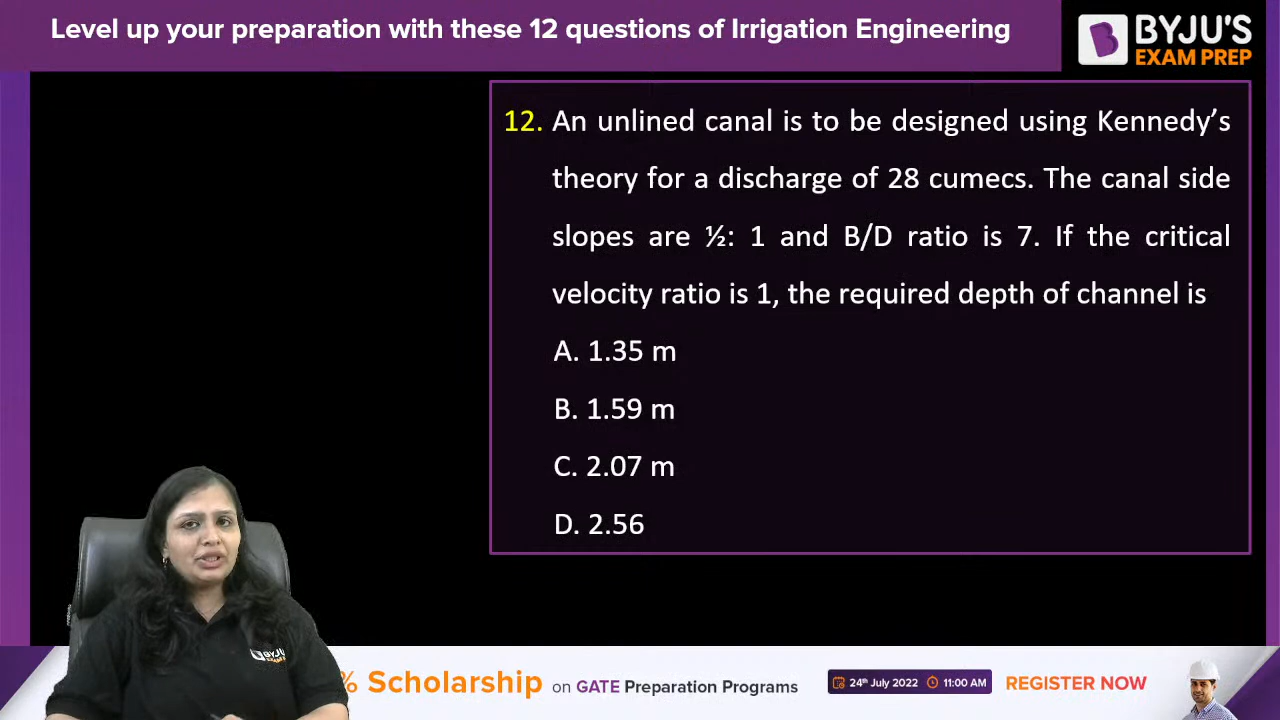 Level up your preparation with these 12 questions of Irrigation Engineering
BYJU'S
EXAM PREP
12. An unlined canal is to be designed using Kennedy's
theory for a discharge of 28 cumecs. The canal side
slopes are ½: 1 and B/D ratio is 7. If the critical
velocity ratio is 1, the required depth of channel is
A. 1.35 m
B. 1.59 m
C. 2.07 m
D. 2.56
% Scholarship on GATE Preparation Programs
24th July 2022 11:00 AM
REGISTER NOW